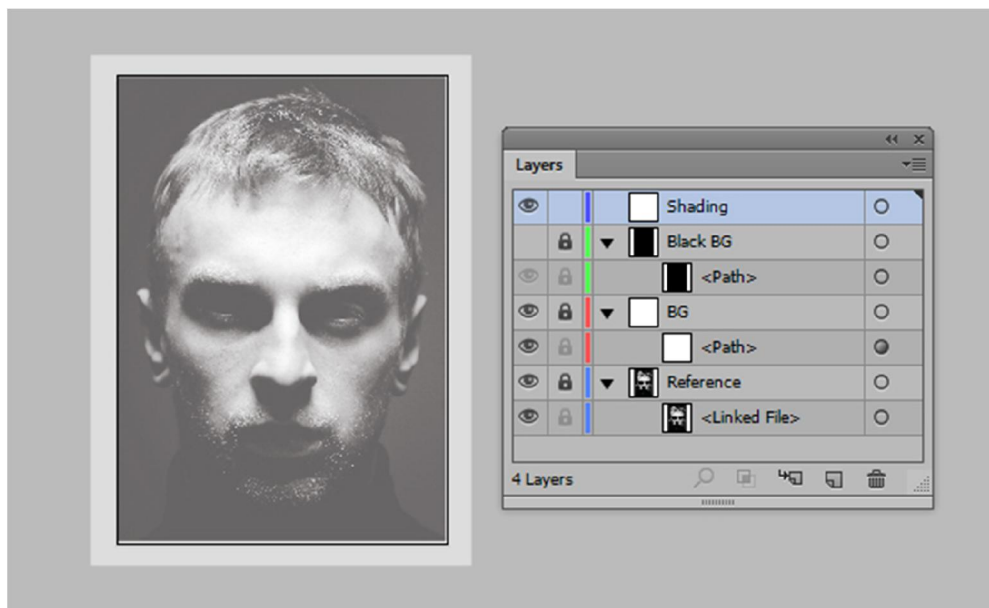 Layers
Shading
Black BG
<Path>
BG
<Path>
Reference
<Linked File>
4 Layers